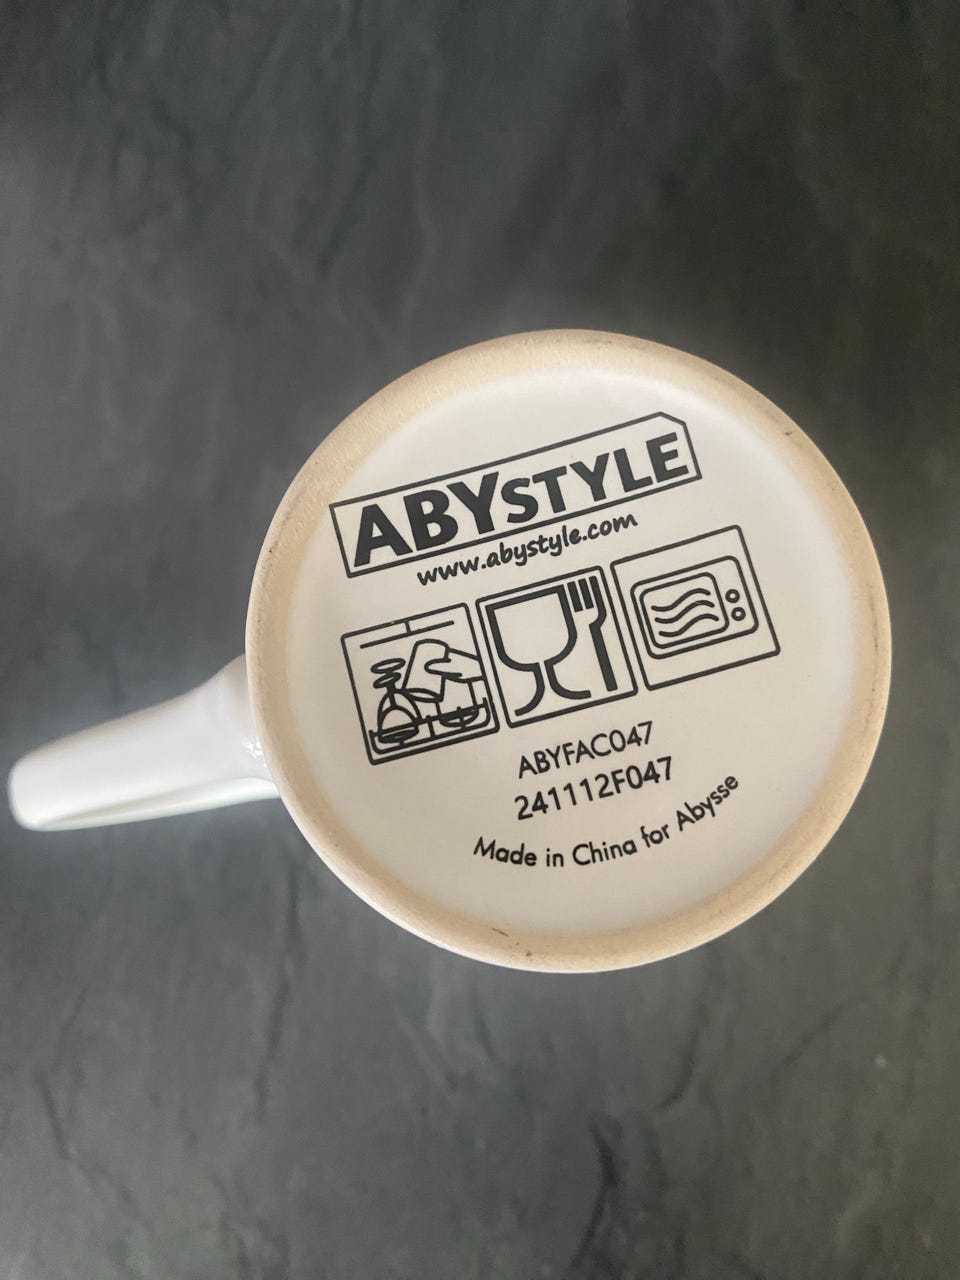 ABYSTYLE
www.abystyle.com
ABYFAC047
241112F047
Made in China for Abysse